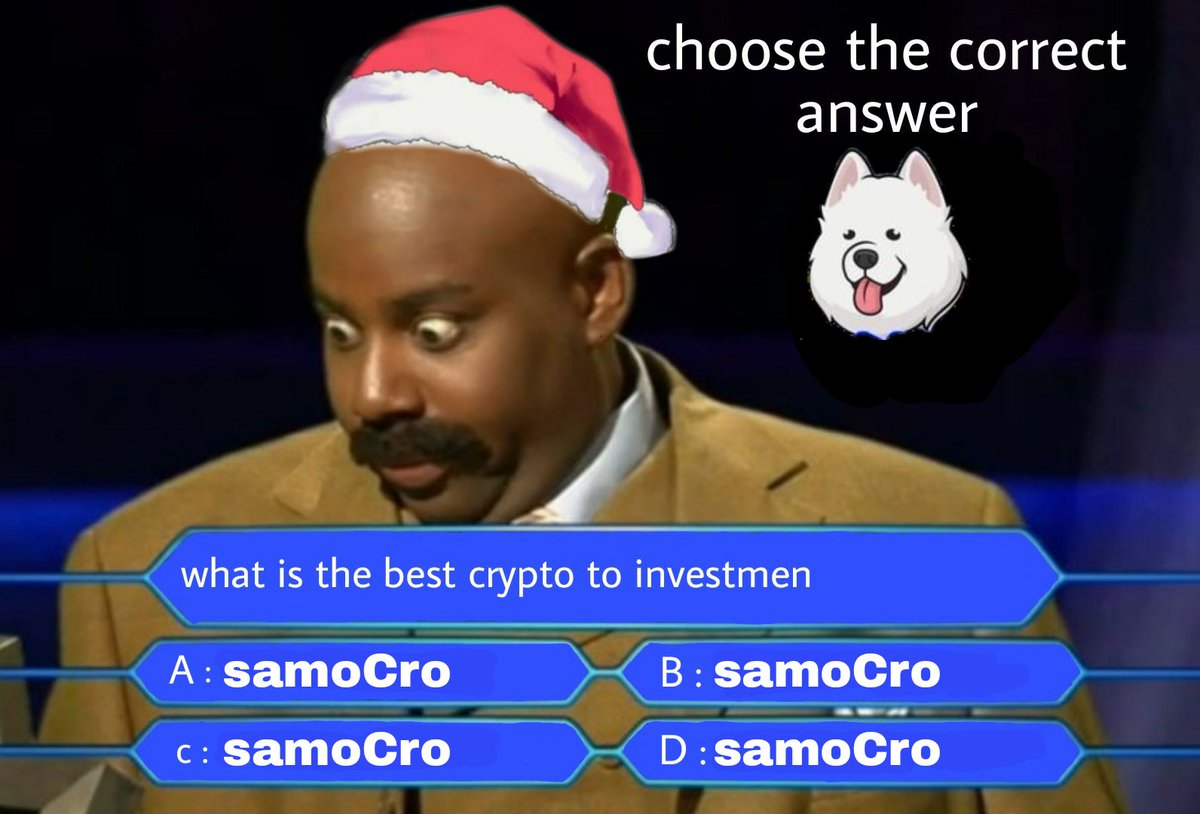 choose the correct
answer
what is the best crypto to investmen
A : samoCro
B : samoCro
c : samoCro
D : samoCro